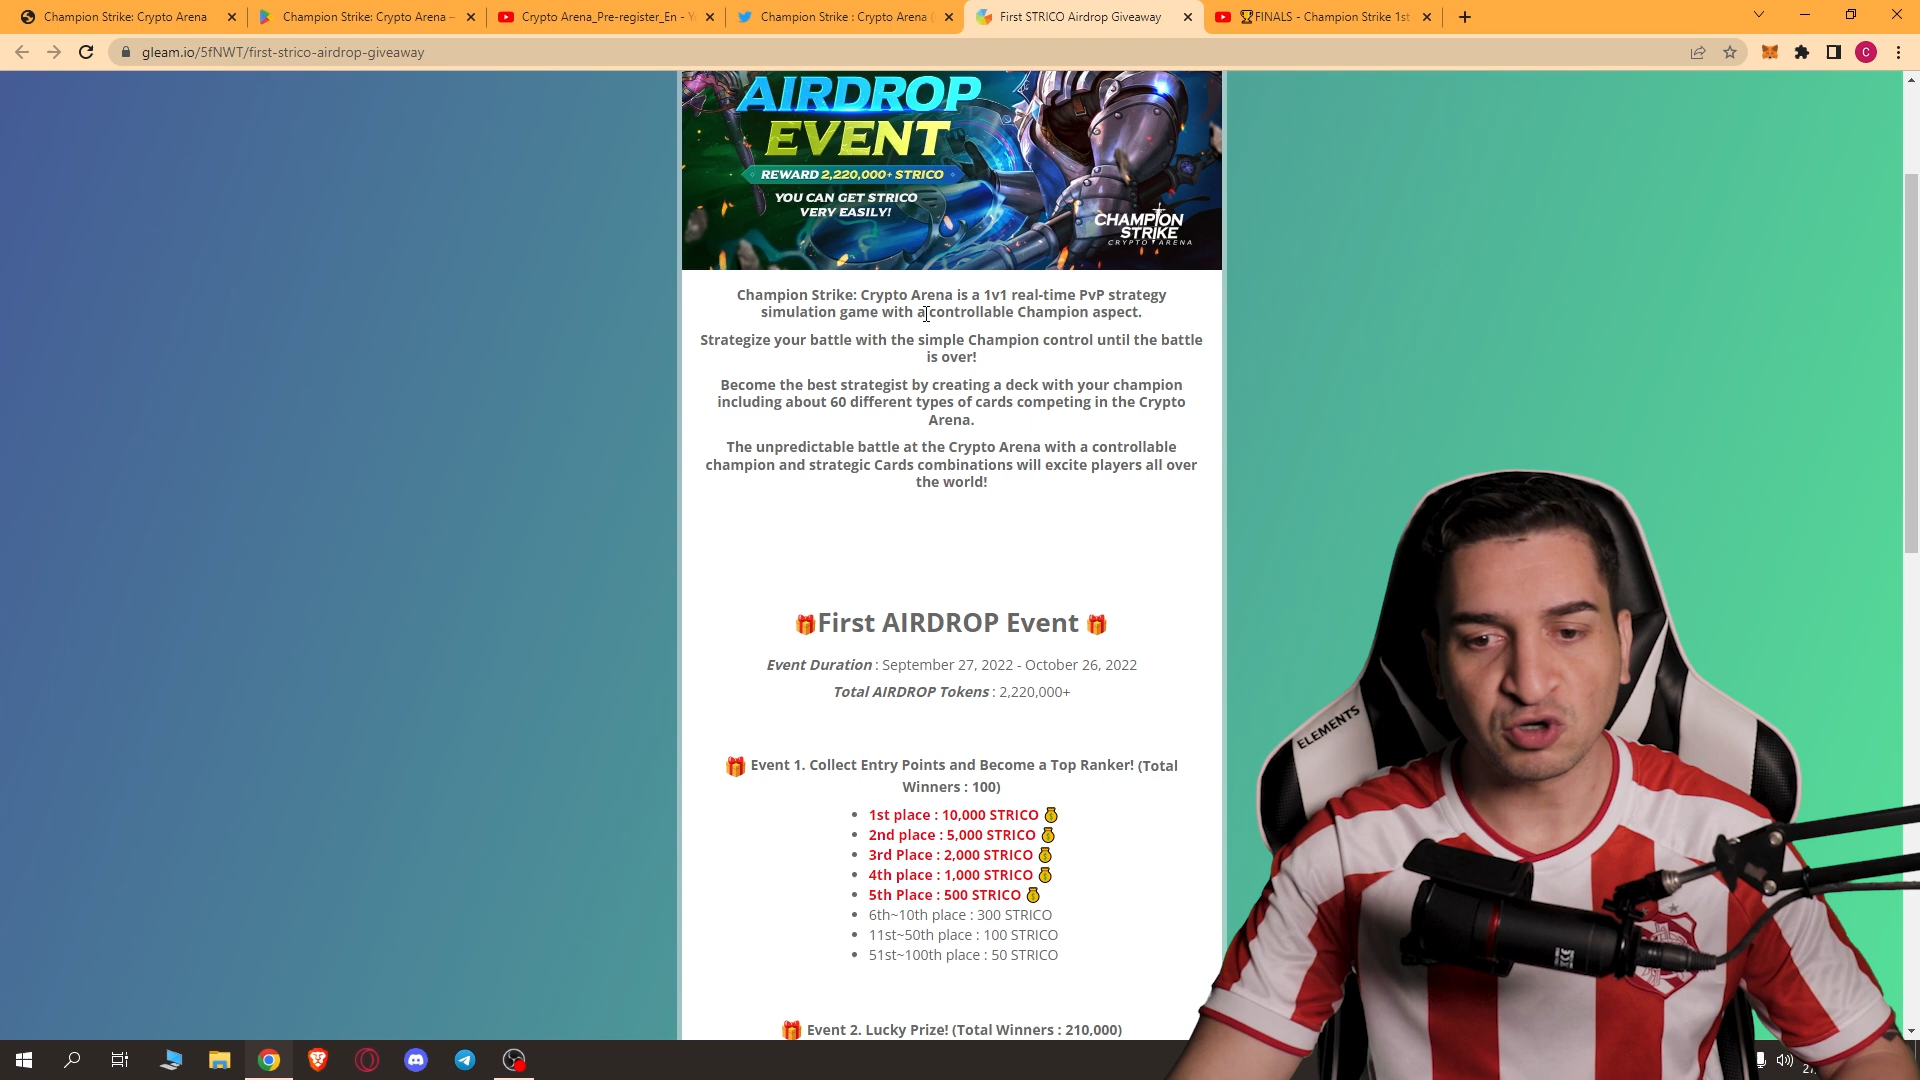 Champion Strike: Crypto Arena
Champion Strike: Crypto Arena –
Crypto Arena_Pre-register_En -
Champion Strike : Crypto Arena
First STRICO Airdrop Giveaway
🏆FINALS - Champion Strike 1st
gleam.io/5fNWT/first-strico-airdrop-giveaway
C
AIRDROP
EVENT
REWARD 2,220,000+ STRICO
YOU CAN GET STRICO
VERY EASILY!
CHAMPION
STRIKE
CRYPTO ARENA
Champion Strike: Crypto Arena is a 1v1 real-time PvP strategy
simulation game with a controllable Champion aspect.
Strategize your battle with the simple Champion control until the battle
is over!
Become the best strategist by creating a deck with your champion
including about 60 different types of cards competing in the Crypto
Arena.
The unpredictable battle at the Crypto Arena with a controllable
champion and strategic Cards combinations will excite players all over
the world!
🎁First AIRDROP Event 🎁
Event Duration : September 27, 2022 - October 26, 2022
Total AIRDROP Tokens : 2,220,000+
🎁 Event 1. Collect Entry Points and Become a Top Ranker! (Total
Winners : 100)
• 1st place : 10,000 STRICO 💰
• 2nd place : 5,000 STRICO 💰
• 3rd Place : 2,000 STRICO 💰
• 4th place : 1,000 STRICO 💰
• 5th Place : 500 STRICO 💰
• 6th~10th place : 300 STRICO
• 11st~50th place : 100 STRICO
• 51st~100th place : 50 STRICO
🎁 Event 2. Lucky Prize! (Total Winners : 210,000)
ELEMENTS